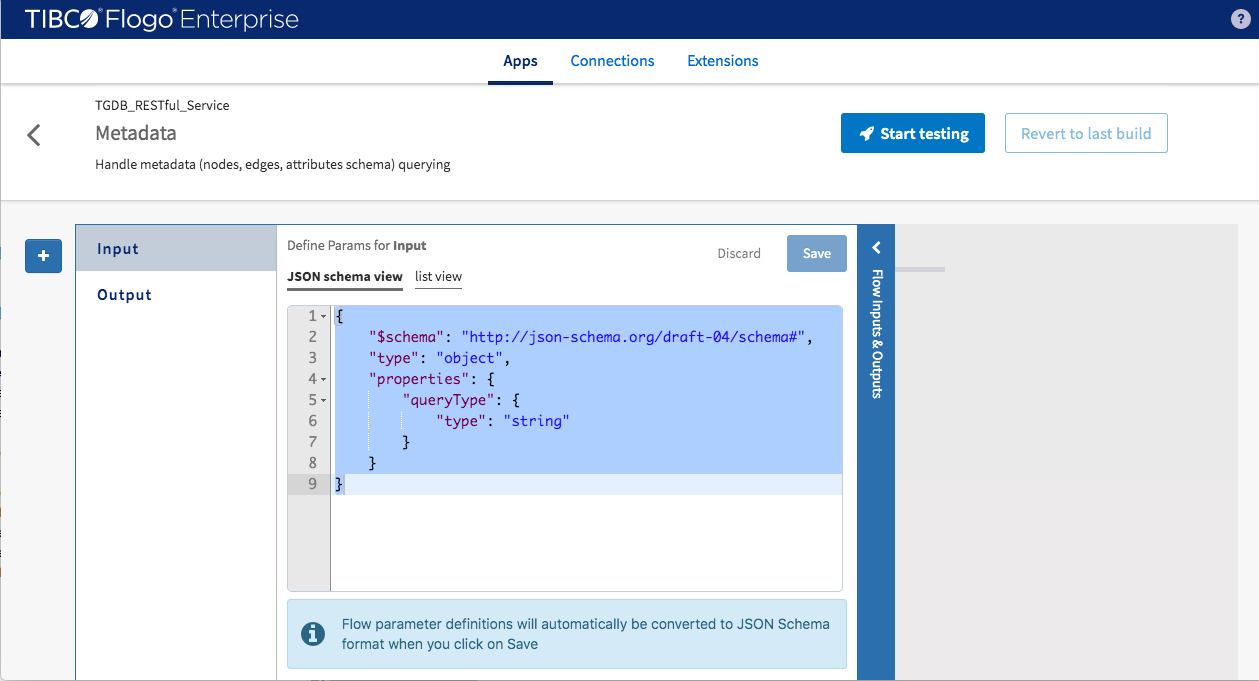 TIBCO® Flogo® Enterprise
?
Apps Connections Extensions
TGDB_RESTful_Service
Metadata
Handle metadata (nodes, edges, attributes schema) querying
Start testing
Revert to last build
+
Input
Output
Define Params for Input
Discard
Save
JSON schema view list view
1 {
2 "$schema": "http://json-schema.org/draft-04/schema#",
3 "type": "object",
4 "properties": {
5 "queryType": {
6 "type": "string"
7 }
8 }
9 }
Flow parameter definitions will automatically be converted to JSON Schema
format when you click on Save
Flow Inputs & Outputs